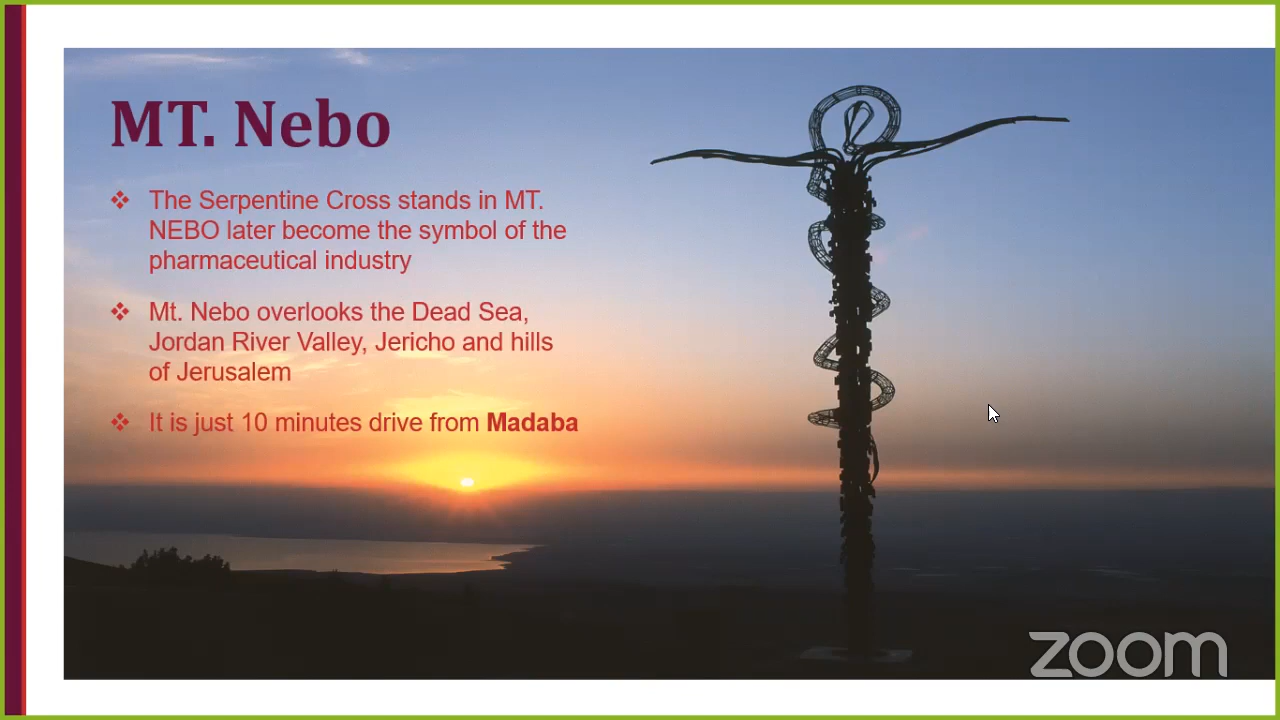 MT. Nebo
The Serpentine Cross stands in MT.
NEBO later become the symbol of the
pharmaceutical industry
Mt. Nebo overlooks the Dead Sea,
Jordan River Valley, Jericho and hills
of Jerusalem
It is just 10 minutes drive from Madaba
zoom